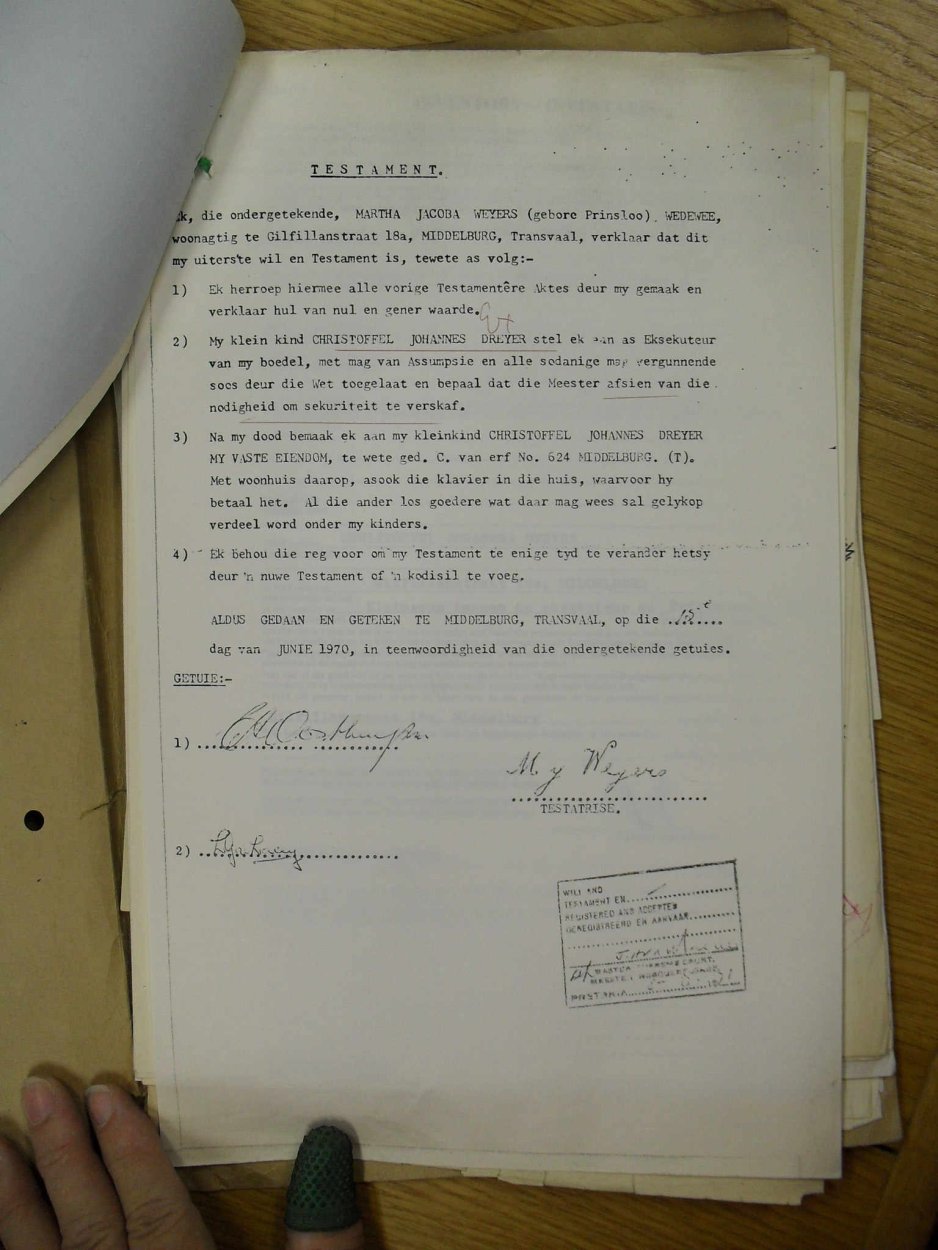 TESTAMENT.
Ek, die ondergetekende, MARTHA JACOBA WEYERS (gebore Prinsloo). WEDEWEE,
woonagtig te Gilfillanstraat 18a, MIDDELBURG, Transvaal, verklaar dat dit
my uiterste wil en Testament is, tewete as volg:-
1) Ek herroep hiermee alle vorige Testamentêre Aktes deur my gemaak en
verklaar hul van nul en gener waarde.
2) My klein kind CHRISTOFFEL JOHANNES DREYER stel ek aan as Eksekuteur
van my boedel, met mag van Assumpsie en alle sodanige mag vergunnende
soos deur die Wet toegelaat en bepaal dat die Meester afsien van die.
nodigheid om sekuriteit te verskaf.
3) Na my dood bemaak ek aan my kleinkind CHRISTOFFEL JOHANNES DREYER
MY VASTE EIENDOM, te wete ged. C. van erf No. 624 MIDDELBURG. (T).
Met woonhuis daarop, asook die klavier in die huis, waarvoor hy
betaal het. Al die ander los goedere wat daar mag wees sal gelykop
verdeel word onder my kinders.
4) Ek behou die reg voor om my Testament te enige tyd te verander hetsy
deur 'n nuwe Testament of 'n kodisil te voeg.
ALDUS GEDAAN EN GETEKEN TE MIDDELBURG, TRANSVAAL, op die 12e
dag van JUNIE 1970, in teenwoordigheid van die ondergetekende getuies.
GETUIE:-
1) Oosthuizen
M J Weyers
TESTATRISE.
2)
WILL AND
TESTAMENT EN
REGISTERED AND ACCEPTED
GEREGISTREERD EN AANVAAR
MASTER SUPREME COURT.
MEESTER HOOGGEREGSHOF
PRETORIA